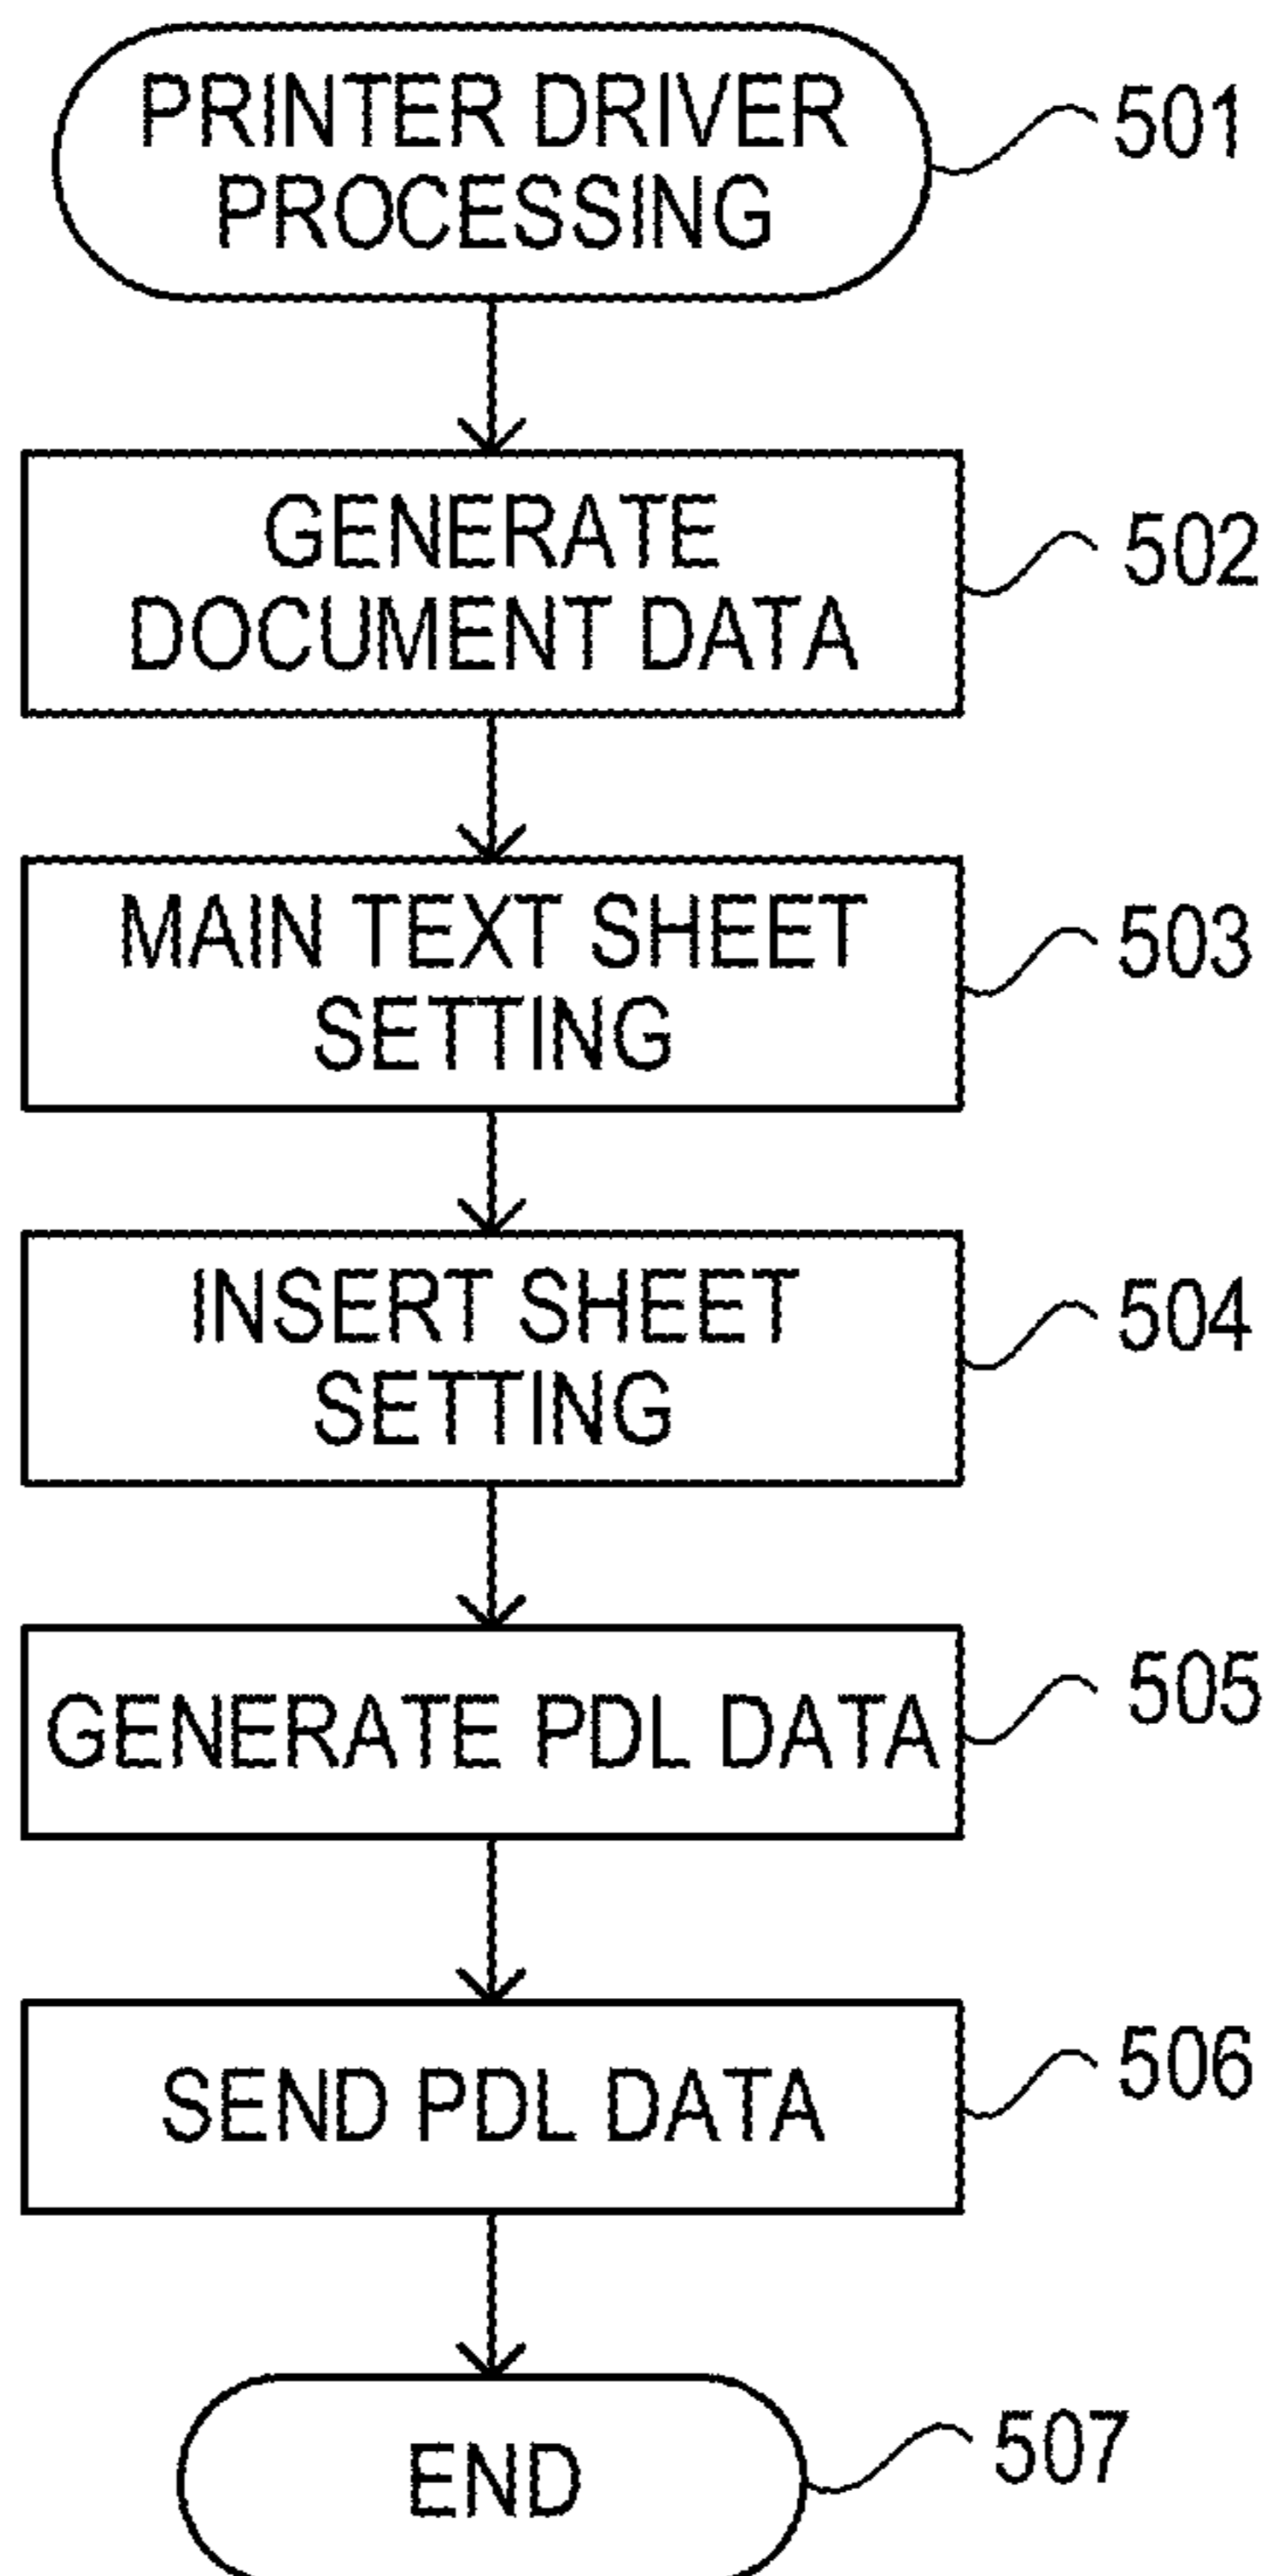 PRINTER DRIVER
PROCESSING
501
GENERATE
DOCUMENT DATA
502
MAIN TEXT SHEET
SETTING
503
INSERT SHEET
SETTING
504
GENERATE PDL DATA
505
SEND PDL DATA
506
END
507